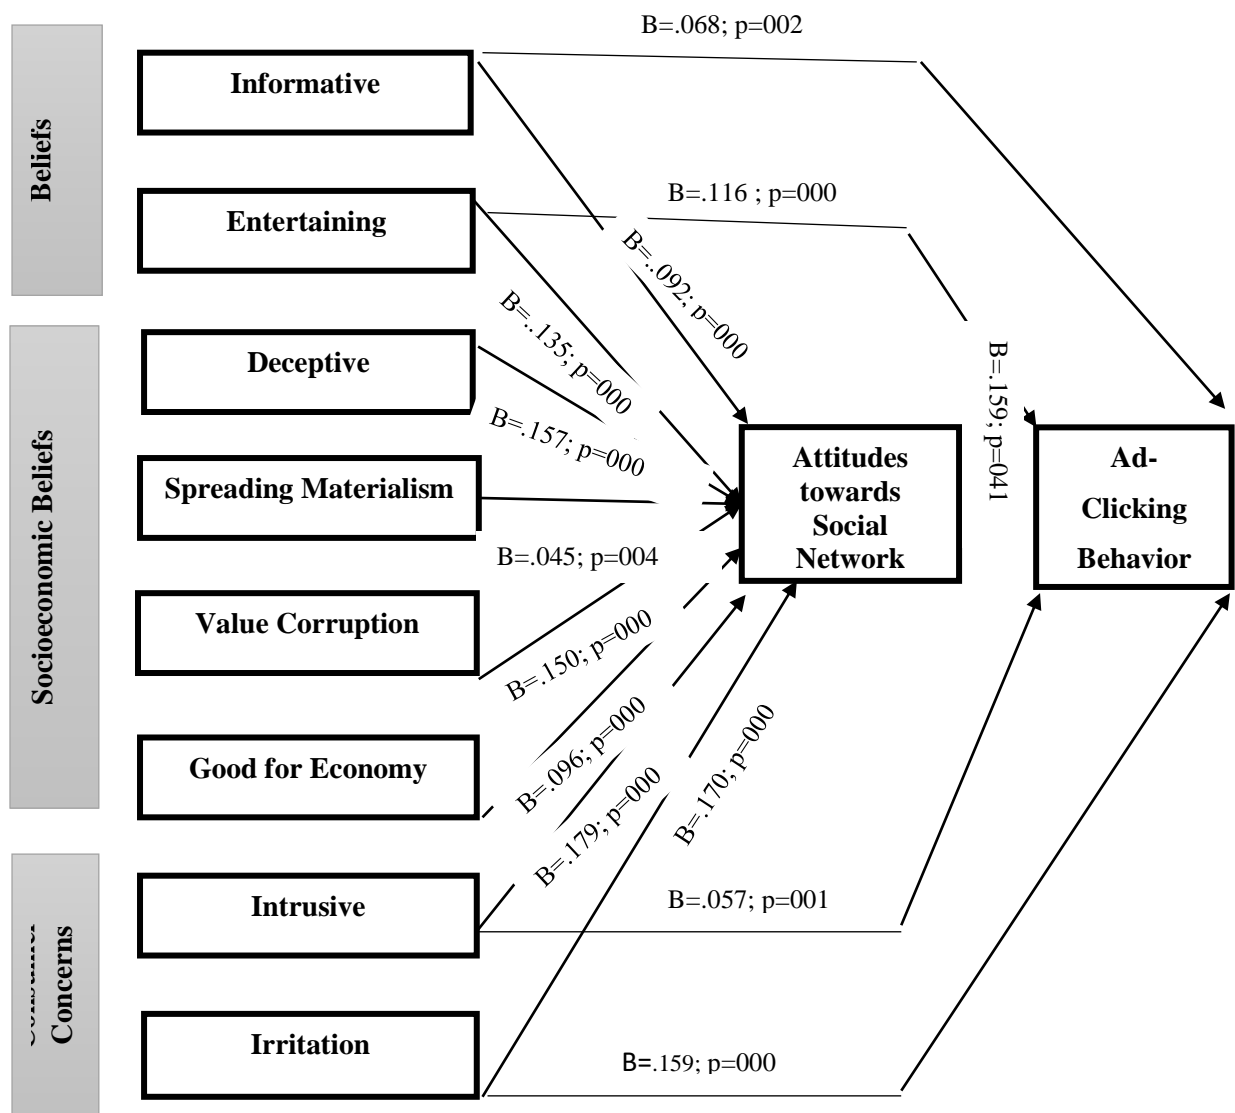 B=.068; p=002
Informative
Beliefs
B=.116 ; p=000
Entertaining
B=..092; p=000
B=..135; p=000
Deceptive
B=.157; p=000
B=.159; p=041
Spreading Materialism
Attitudes
towards
Social
Network
Ad-
Clicking
Behavior
Socioeconomic Beliefs
B=.045; p=004
Value Corruption
B=.150; p=000
Good for Economy
B=.096; p=000
B=.179; p=000
B=.170; p=000
Intrusive
B=.057; p=001
Concerns
Irritation
B=.159; p=000